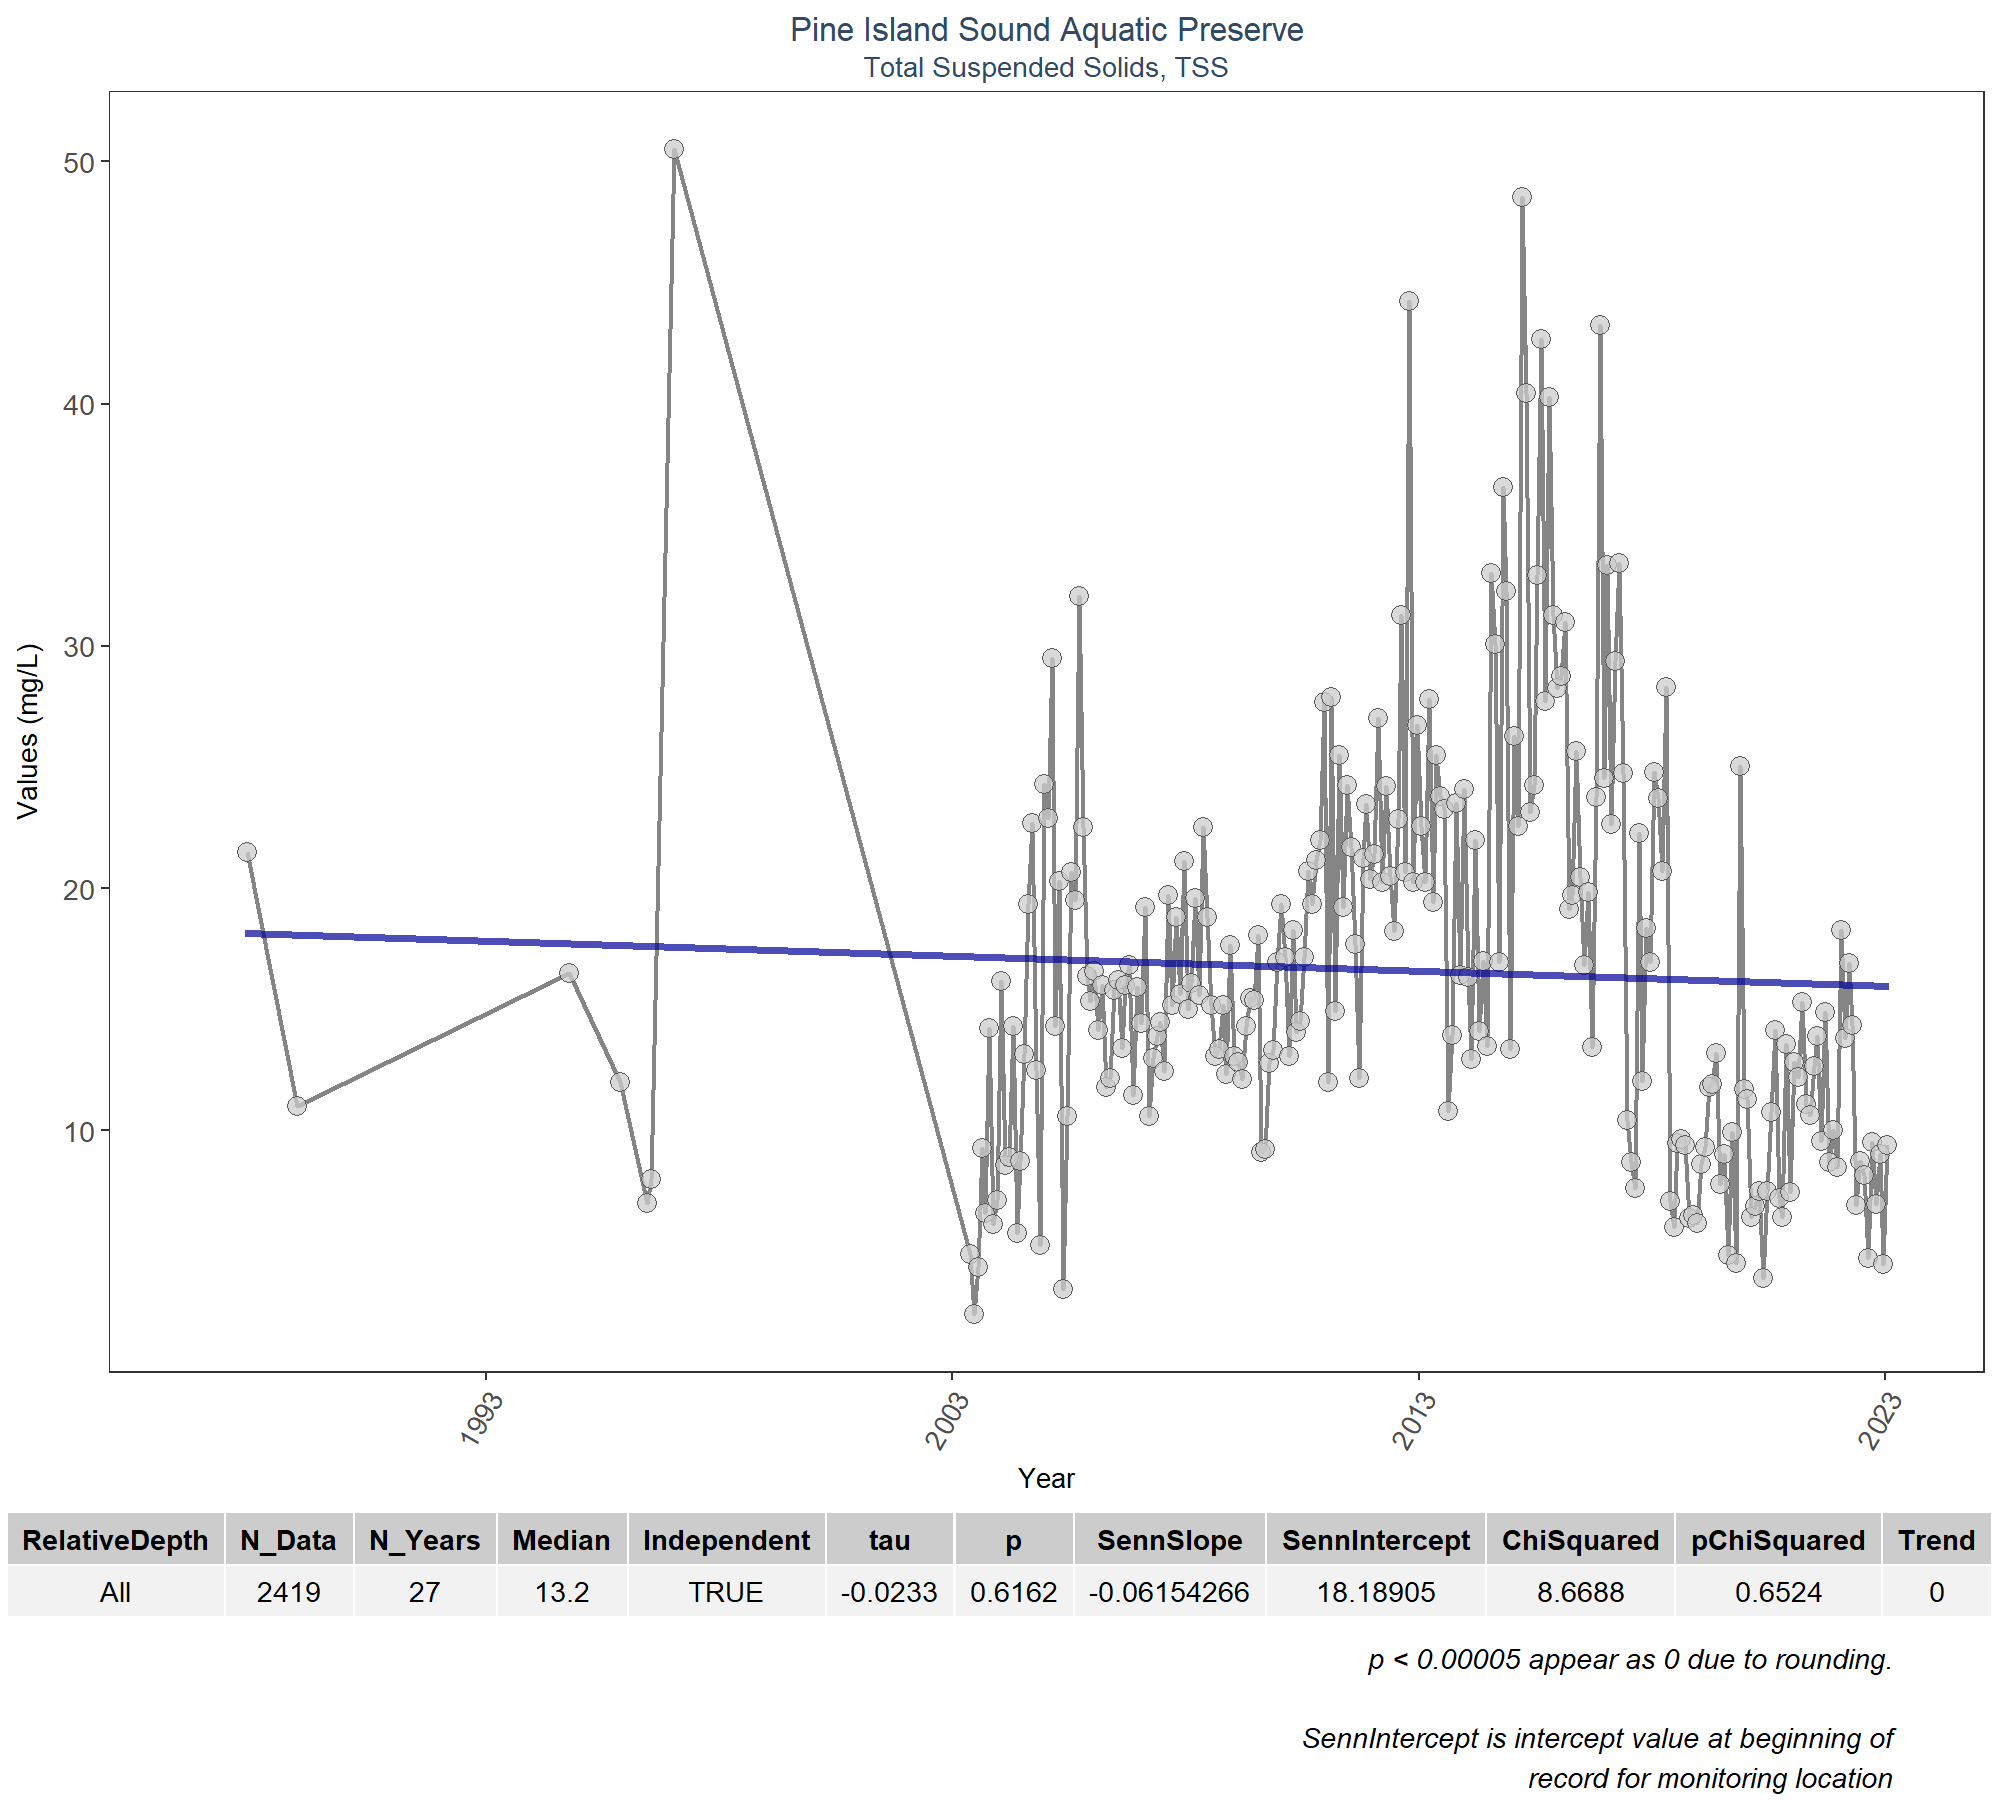 Pine Island Sound Aquatic Preserve
Total Suspended Solids, TSS
Values (mg/L)
50
40
30
20
10
1993 2003 2013 2023
Year
RelativeDepth N_Data N_Years Median Independent tau p SennSlope SennIntercept ChiSquared pChiSquared Trend
All 2419 27 13.2 TRUE -0.0233 0.6162 -0.06154266 18.18905 8.6688 0.6524 0
p < 0.00005 appear as 0 due to rounding.
SennIntercept is intercept value at beginning of
record for monitoring location